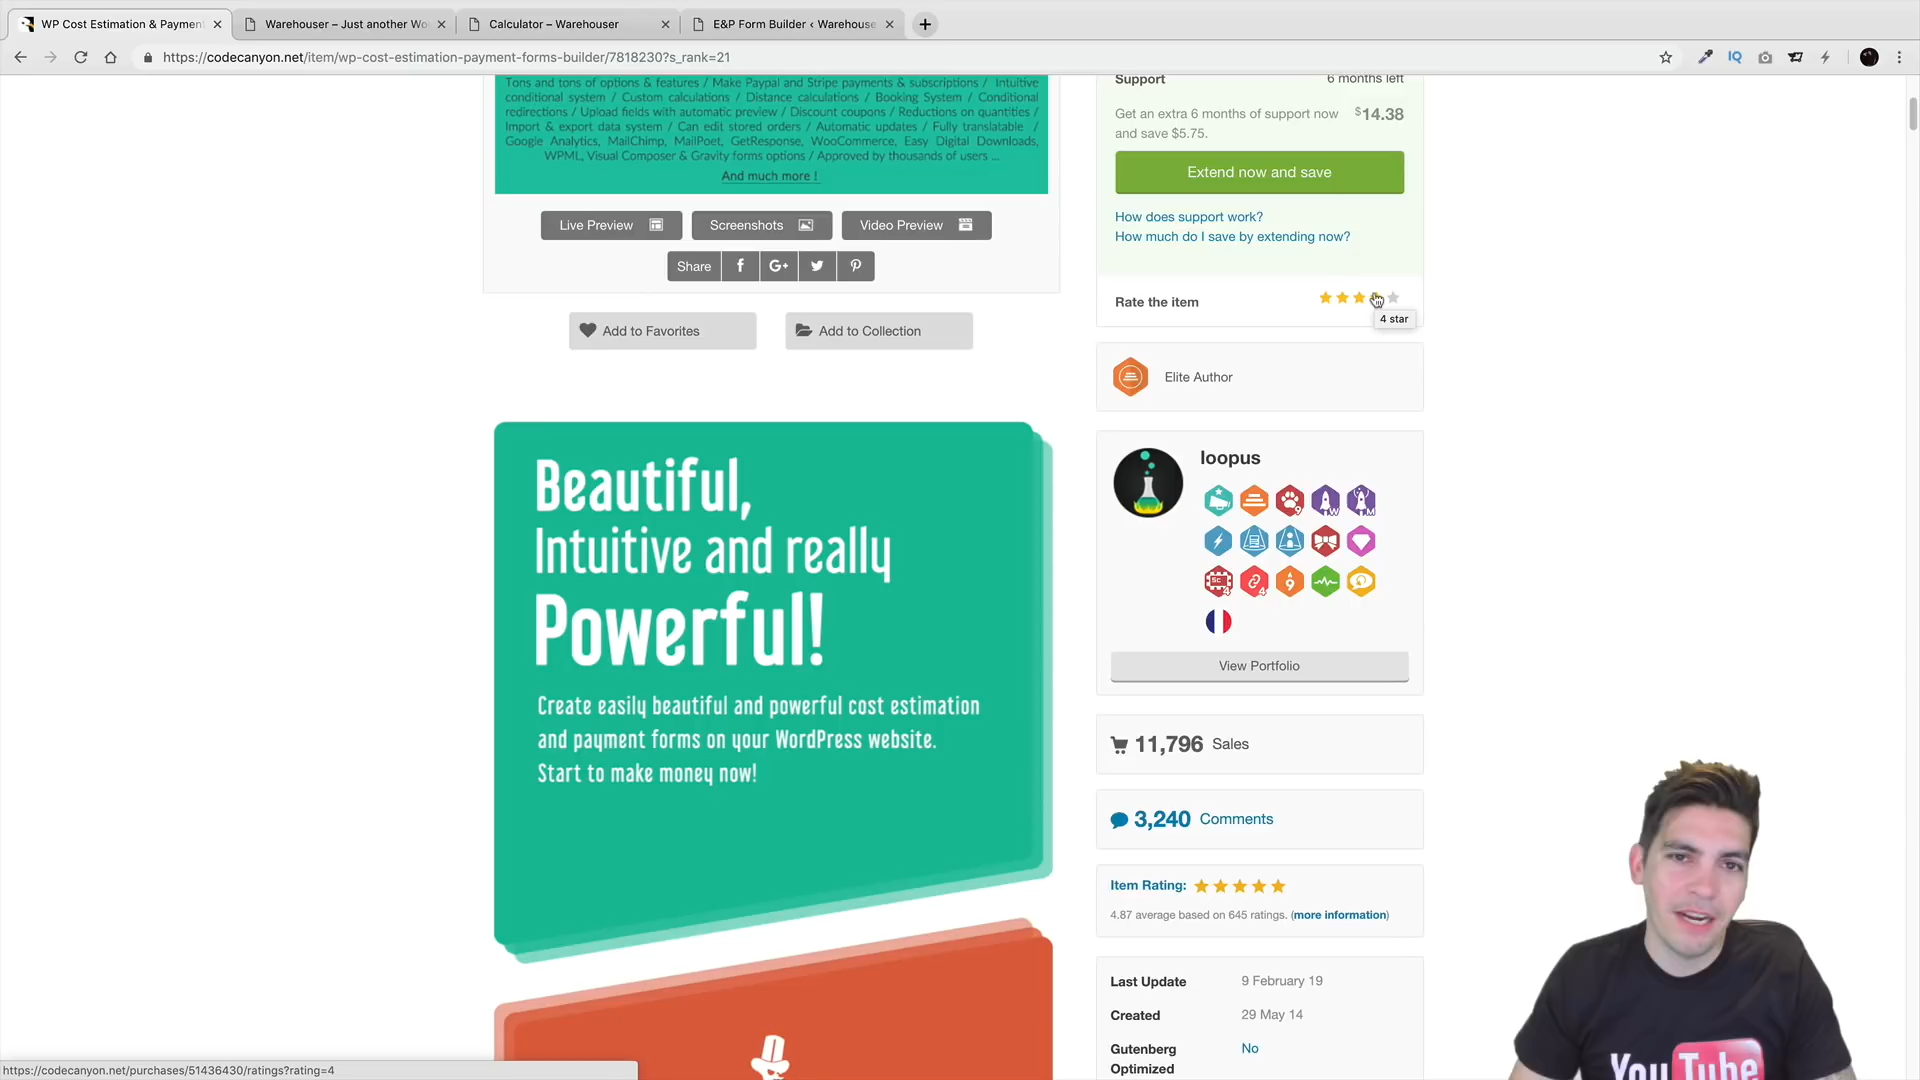 WP Cost Estimation & Payment
Warehouser – Just another Wo
Calculator – Warehouser
E&P Form Builder ‹ Warehouse
https://codecanyon.net/item/wp-cost-estimation-payment-forms-builder/7818230?s_rank=21
Tons and tons of options & features / Make Paypal and Stripe payments & subscriptions / Intuitive
conditional system / Custom calculations / Distance calculations / Booking System / Conditional
redirections / Upload fields with automatic preview / Discount coupons / Reductions on quantities /
Import & export data system / Can edit stored orders / Automatic updates / Fully translatable /
Google Analytics, MailChimp, MailPoet, GetResponse, WooCommerce, Easy Digital Downloads,
WPML, Visual Composer & Gravity forms options / Approved by thousands of users ...
And much more !
Live Preview
Screenshots
Video Preview
Share
G+
Add to Favorites
Add to Collection
Beautiful,
Intuitive and really
Powerful!
Create easily beautiful and powerful cost estimation
and payment forms on your WordPress website.
Start to make money now!
Support 6 months left
Get an extra 6 months of support now $14.38
and save $5.75.
Extend now and save
How does support work?
How much do I save by extending now?
Rate the item
4 star
Elite Author
loopus
View Portfolio
11,796 Sales
3,240 Comments
Item Rating:
4.87 average based on 645 ratings. (more information)
Last Update 9 February 19
Created 29 May 14
Gutenberg No
Optimized
https://codecanyon.net/purchases/51436430/ratings?rating=4
YouTube